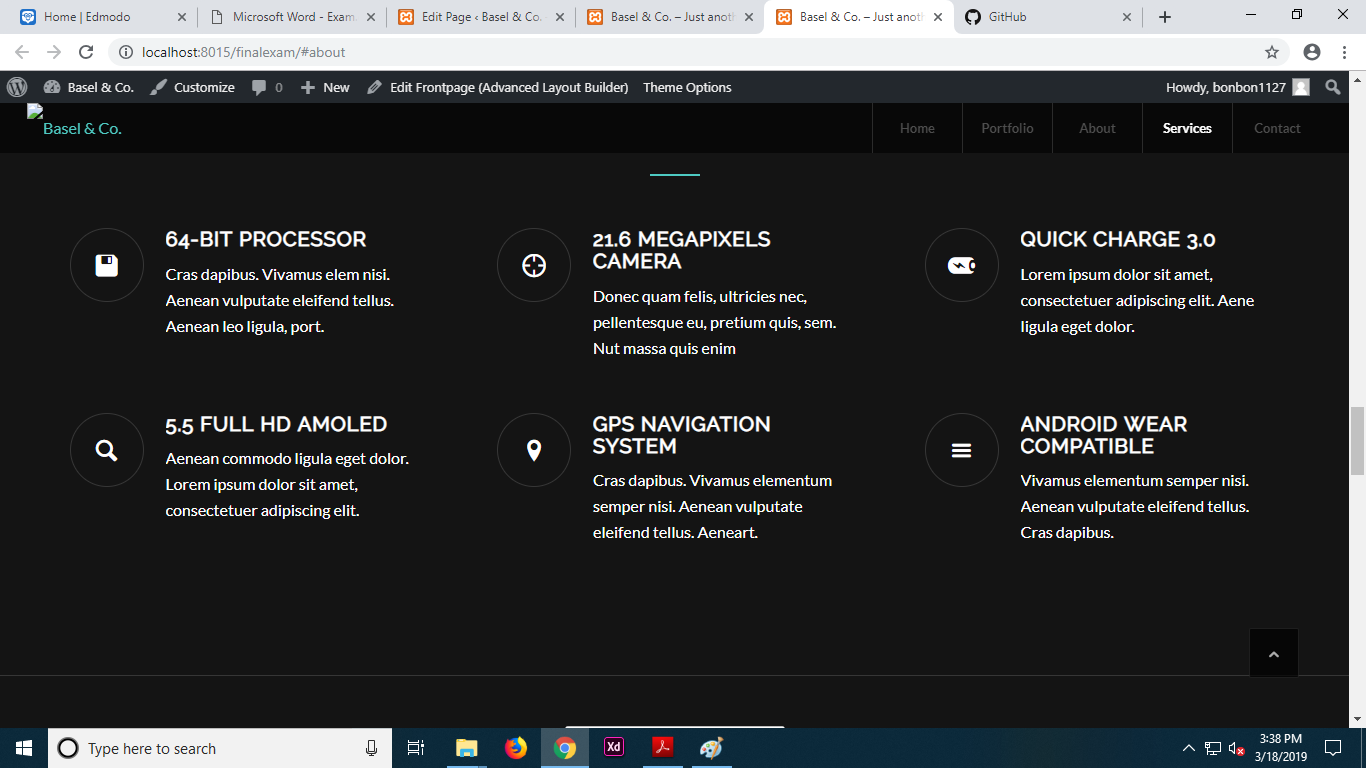 Home | Edmodo
Microsoft Word - Exam
Edit Page ‹ Basel & Co.
Basel & Co. – Just anoth
Basel & Co. – Just anoth
GitHub
localhost:8015/finalexam/#about
Basel & Co.
Customize
0
New
Edit Frontpage (Advanced Layout Builder)
Theme Options
Howdy, bonbon1127
Basel & Co.
Home
Portfolio
About
Services
Contact
64-BIT PROCESSOR
Cras dapibus. Vivamus elem nisi.
Aenean vulputate eleifend tellus.
Aenean leo ligula, port.
21.6 MEGAPIXELS
CAMERA
Donec quam felis, ultricies nec,
pellentesque eu, pretium quis, sem.
Nut massa quis enim
QUICK CHARGE 3.0
Lorem ipsum dolor sit amet,
consectetuer adipiscing elit. Aene
ligula eget dolor.
5.5 FULL HD AMOLED
Aenean commodo ligula eget dolor.
Lorem ipsum dolor sit amet,
consectetuer adipiscing elit.
GPS NAVIGATION
SYSTEM
Cras dapibus. Vivamus elementum
semper nisi. Aenean vulputate
eleifend tellus. Aeneart.
ANDROID WEAR
COMPATIBLE
Vivamus elementum semper nisi.
Aenean vulputate eleifend tellus.
Cras dapibus.
Type here to search
Xd
3:38 PM
3/18/2019